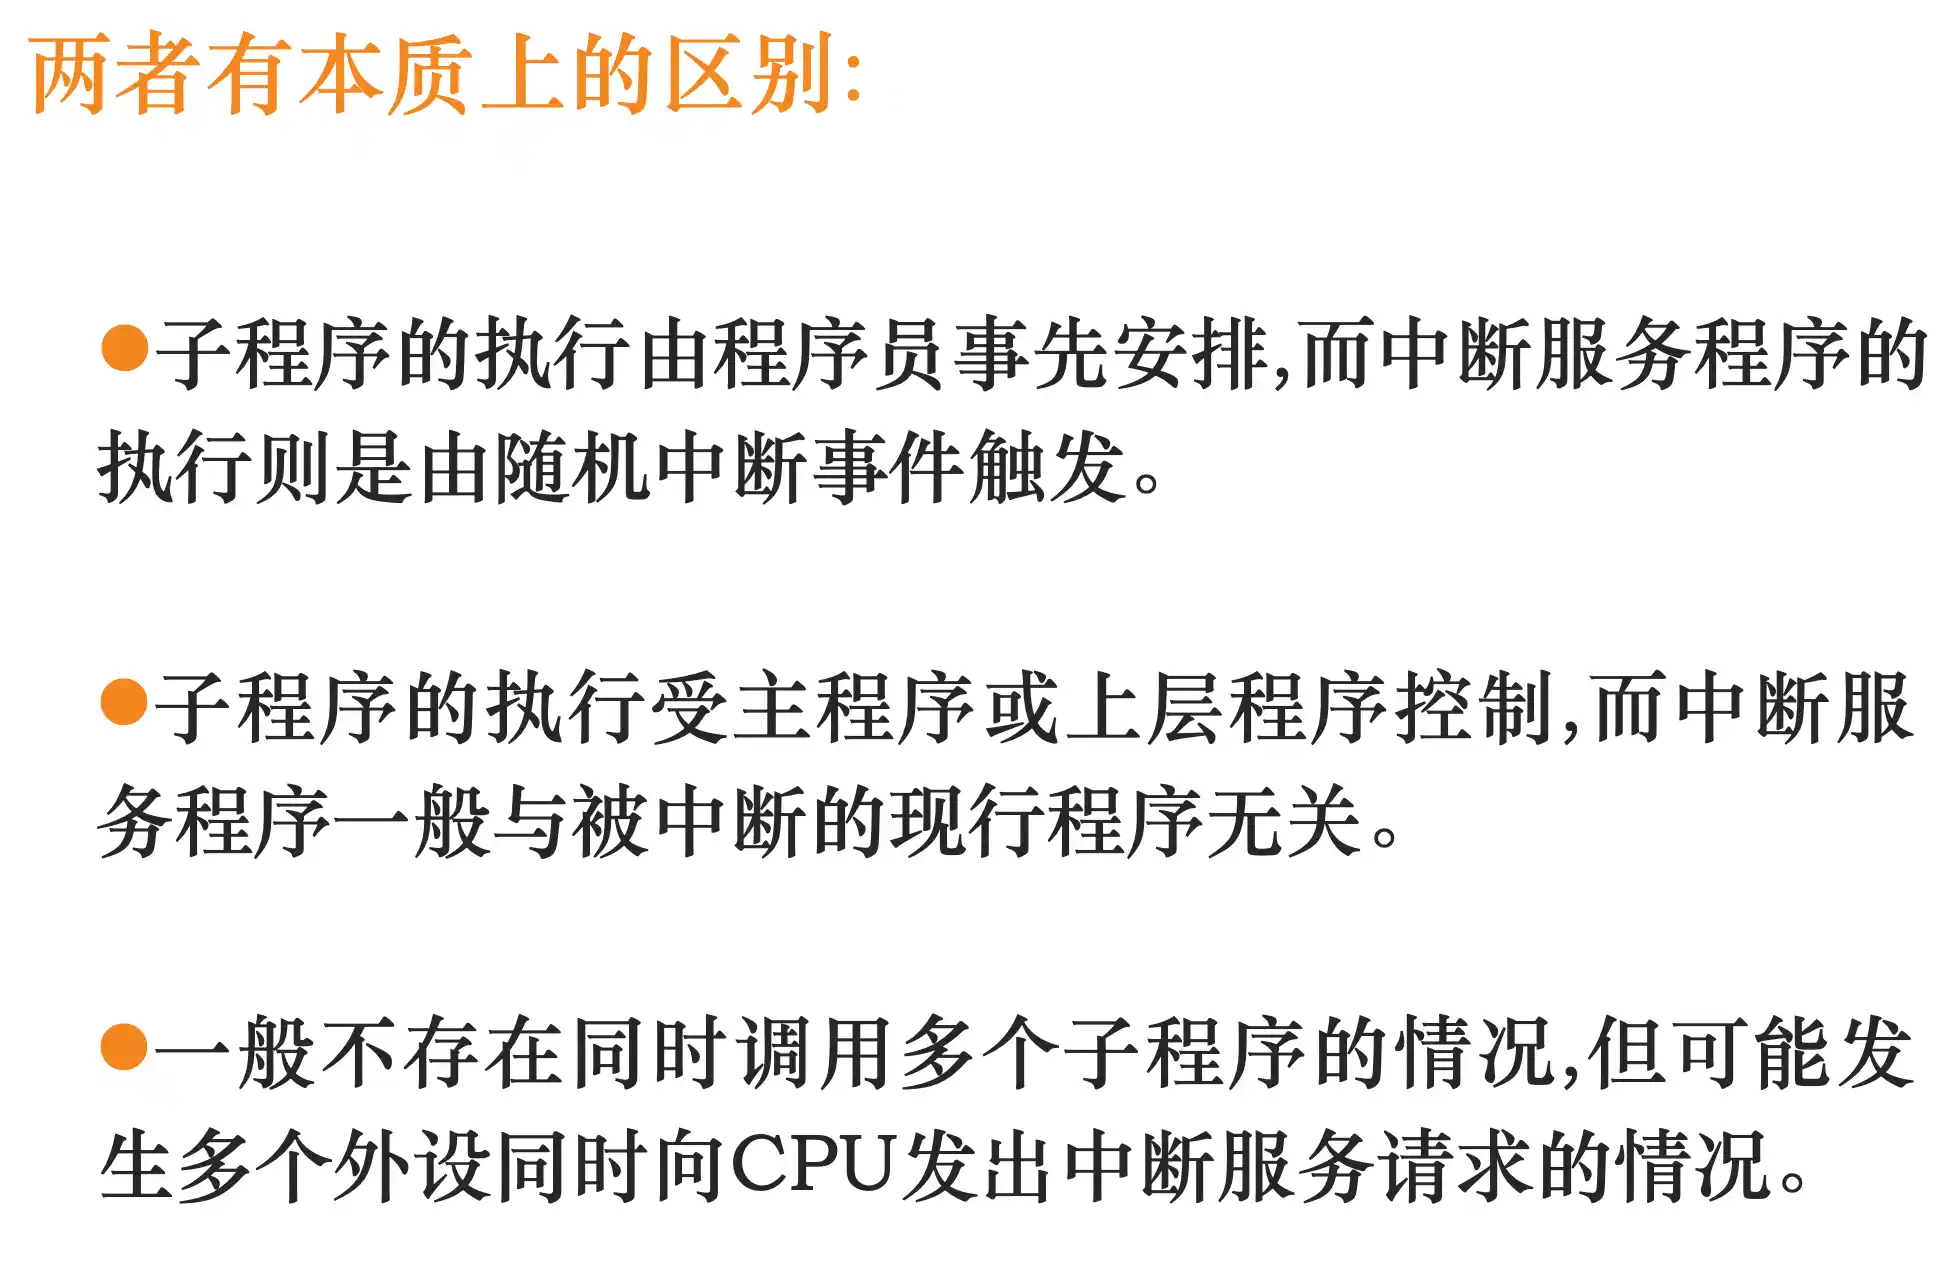 两者有本质上的区别:
●子程序的执行由程序员事先安排,而中断服务程序的
执行则是由随机中断事件触发。
●子程序的执行受主程序或上层程序控制,而中断服
务程序一般与被中断的现行程序无关。
●一般不存在同时调用多个子程序的情况,但可能发
生多个外设同时向CPU发出中断服务请求的情况。